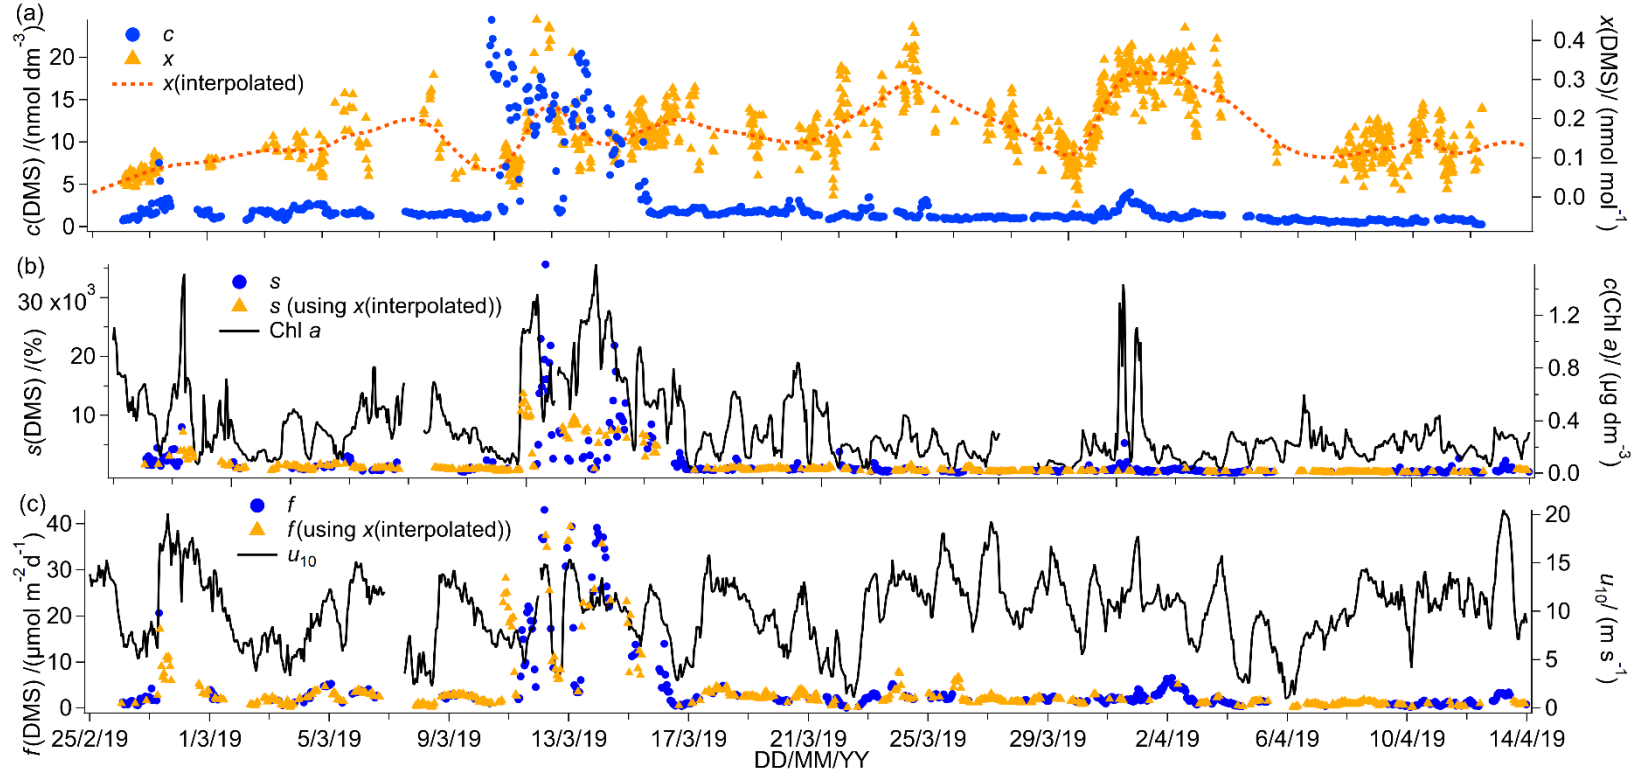 (a)
c
x
x(interpolated)
c(DMS) /(nmol dm⁻³)
20
15
10
5
0
x(DMS)/ (nmol mol⁻¹)
0.4
0.3
0.2
0.1
0.0
(b)
s
s (using x(interpolated))
Chl a
s(DMS) /(%)
30 x10³
20
10
c(Chl a)/ (µg dm⁻³)
1.2
0.8
0.4
0.0
(c)
f
f (using x(interpolated))
u₁₀
f(DMS) /(µmol m⁻² d⁻¹)
40
30
20
10
0
u₁₀/ (m s⁻¹)
20
15
10
5
0
25/2/19 1/3/19 5/3/19 9/3/19 13/3/19 17/3/19 21/3/19 25/3/19 29/3/19 2/4/19 6/4/19 10/4/19 14/4/19
DD/MM/YY